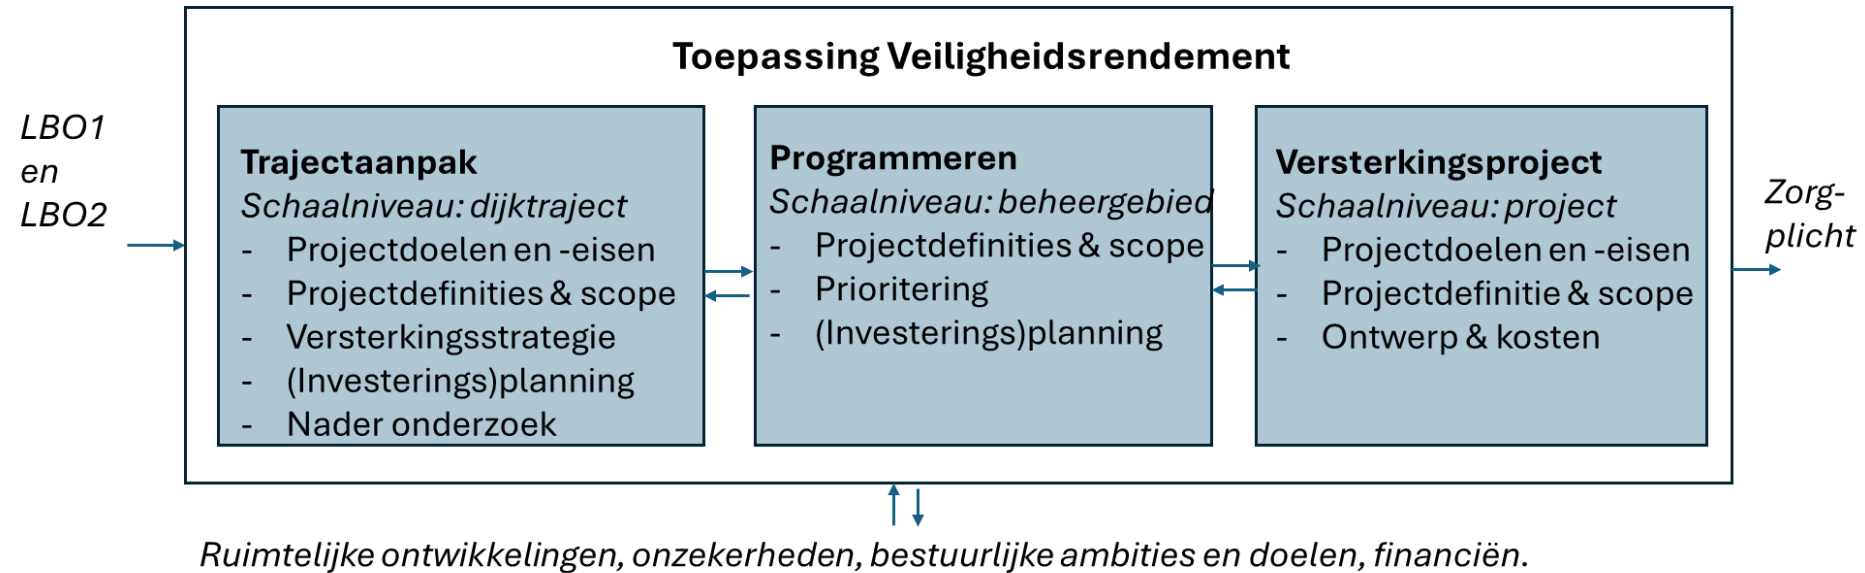 Toepassing Veiligheidsrendement
LBO1
en
LBO2
Trajectaanpak
Schaalniveau: dijktraject
- Projectdoelen en -eisen
- Projectdefinities & scope
- Versterkingsstrategie
- (Investerings)planning
- Nader onderzoek
Programmeren
Schaalniveau: beheergebied
- Projectdefinities & scope
- Prioritering
- (Investerings)planning
Versterkingsproject
Schaalniveau: project
- Projectdoelen en -eisen
- Projectdefinitie & scope
- Ontwerp & kosten
Zorg-
plicht
Ruimtelijke ontwikkelingen, onzekerheden, bestuurlijke ambities en doelen, financiën.